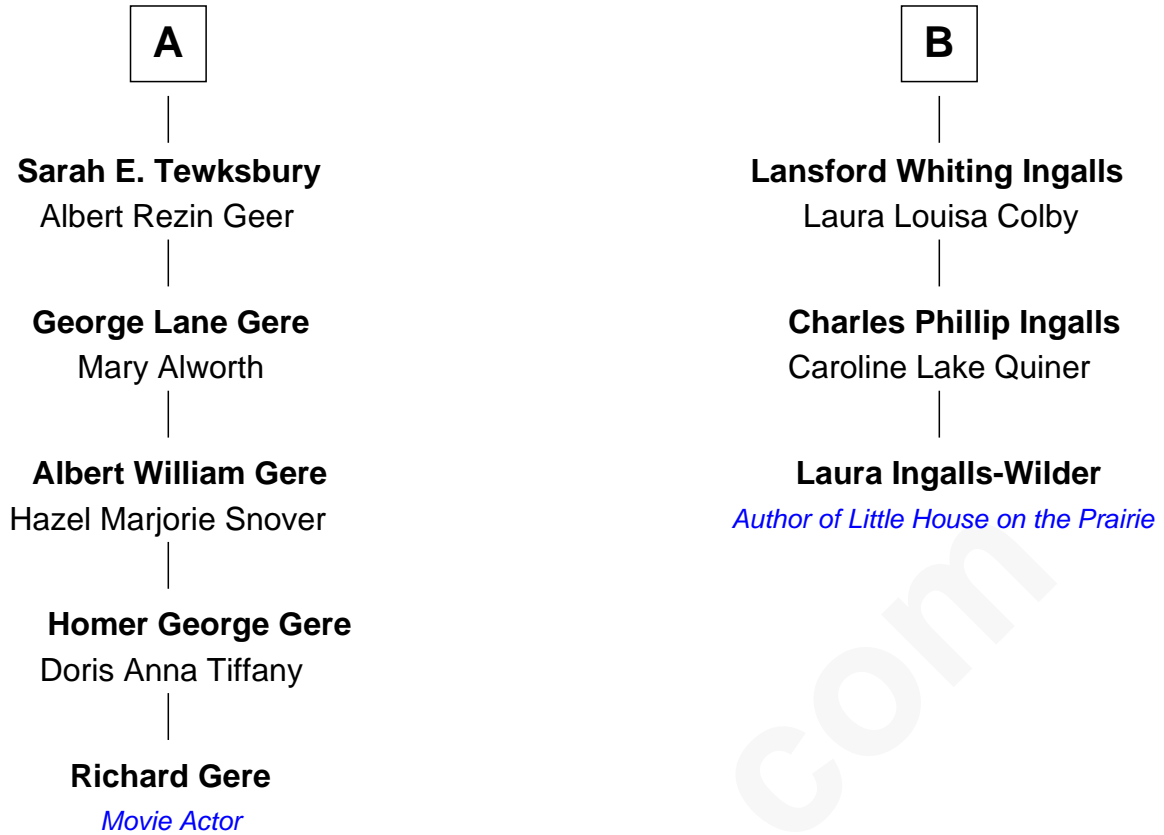 A
Sarah E. Tewksbury
Albert Rezin Geer
George Lane Gere
Mary Alworth
Albert William Gere
Hazel Marjorie Snover
Homer George Gere
Doris Anna Tiffany
Richard Gere
Movie Actor
B
Lansford Whiting Ingalls
Laura Louisa Colby
Charles Phillip Ingalls
Caroline Lake Quiner
Laura Ingalls-Wilder
Author of Little House on the Prairie
com